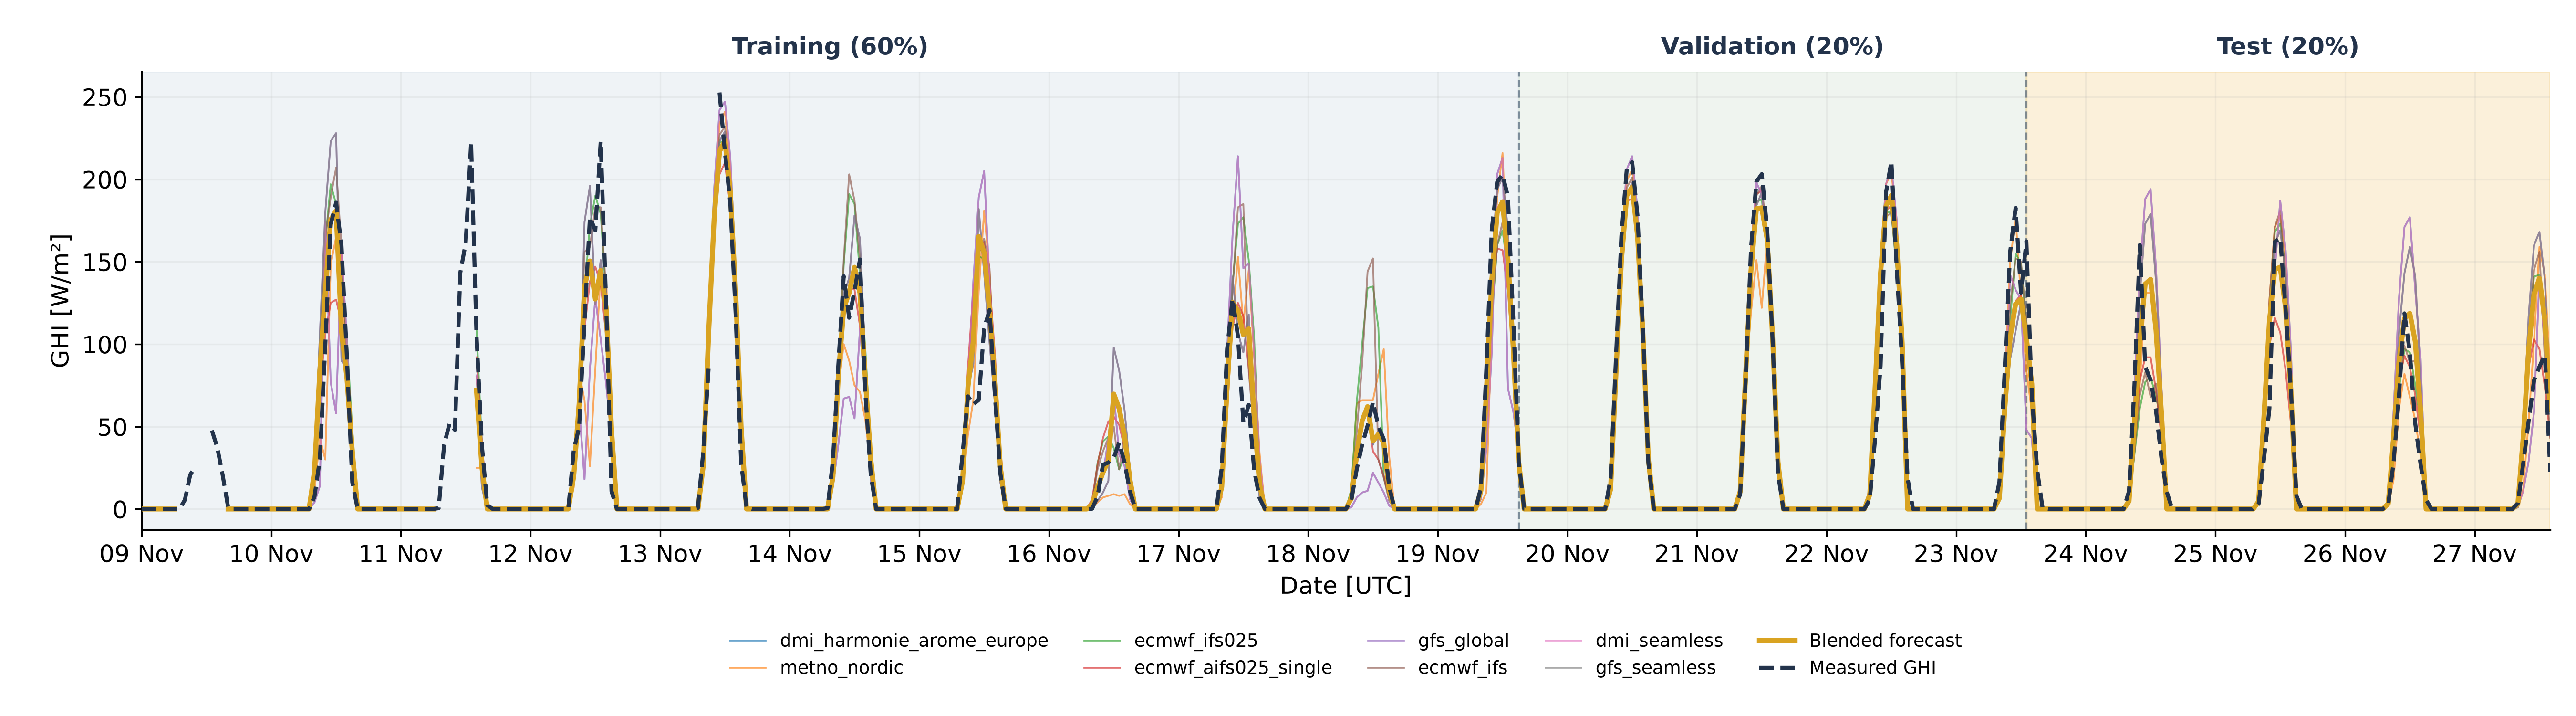 Training (60%) Validation (20%) Test (20%)
GHI [W/m²]
250
200
150
100
50
0
09 Nov 10 Nov 11 Nov 12 Nov 13 Nov 14 Nov 15 Nov 16 Nov 17 Nov 18 Nov 19 Nov 20 Nov 21 Nov 22 Nov 23 Nov 24 Nov 25 Nov 26 Nov 27 Nov
Date [UTC]
dmi_harmonie_arome_europe ecmwf_ifs025 gfs_global dmi_seamless Blended forecast
metno_nordic ecmwf_aifs025_single ecmwf_ifs gfs_seamless Measured GHI